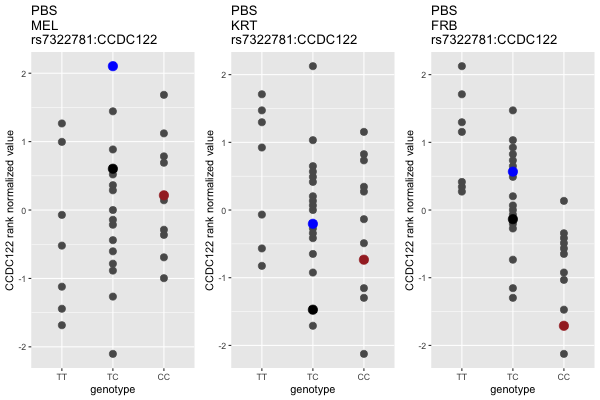 PBS
MEL
rs7322781:CCDC122
CCDC122 rank normalized value
2
1
0
-1
-2
TT
TC
CC
genotype
PBS
KRT
rs7322781:CCDC122
CCDC122 rank normalized value
2
1
0
-1
-2
TT
TC
CC
genotype
PBS
FRB
rs7322781:CCDC122
CCDC122 rank normalized value
2
1
0
-1
-2
TT
TC
CC
genotype